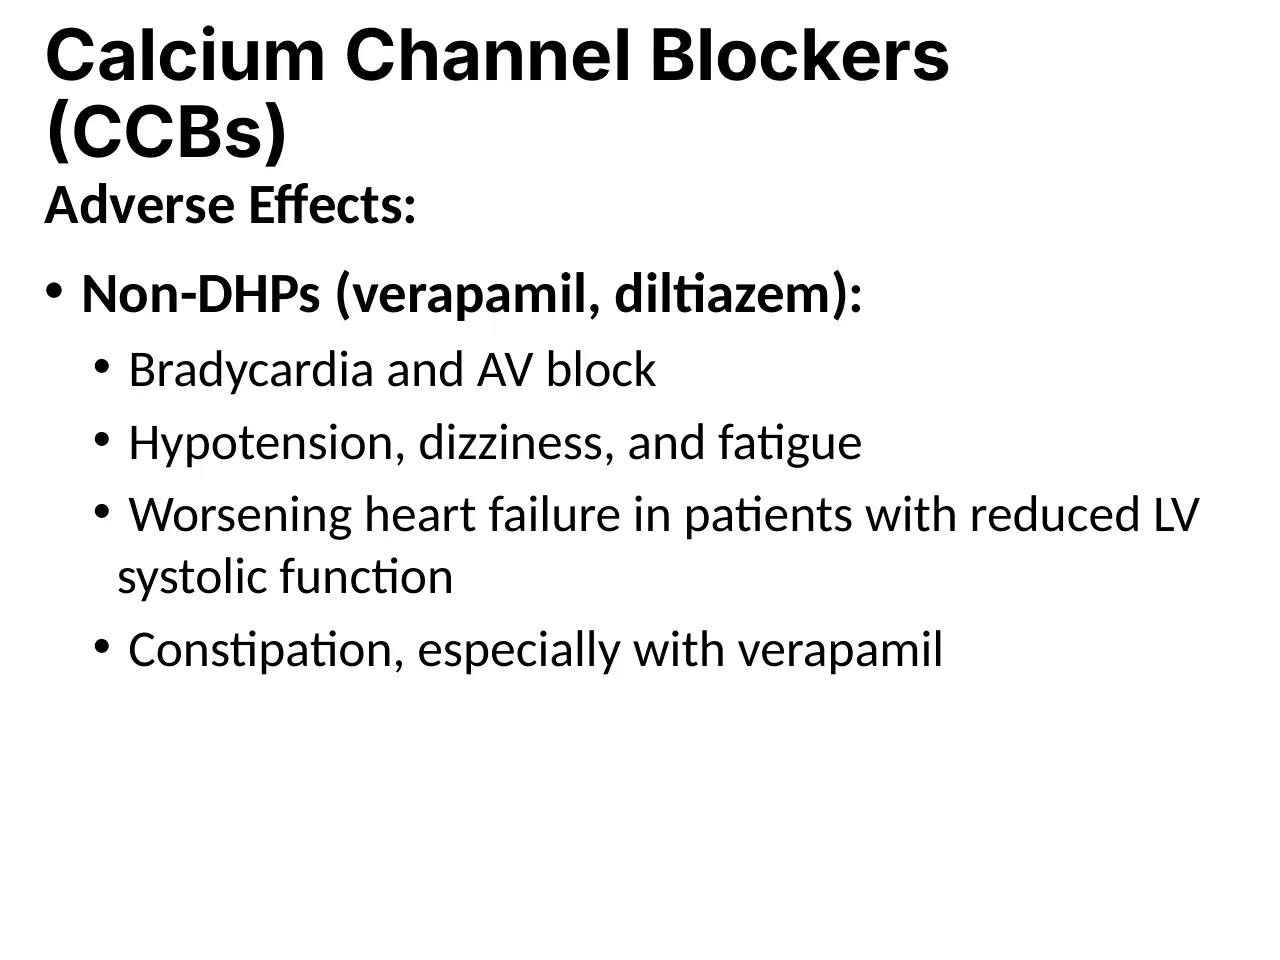 Calcium Channel Blockers
(CCBs)
Adverse Effects:
• Non-DHPs (verapamil, diltiazem):
• Bradycardia and AV block
• Hypotension, dizziness, and fatigue
• Worsening heart failure in patients with reduced LV
systolic function
• Constipation, especially with verapamil